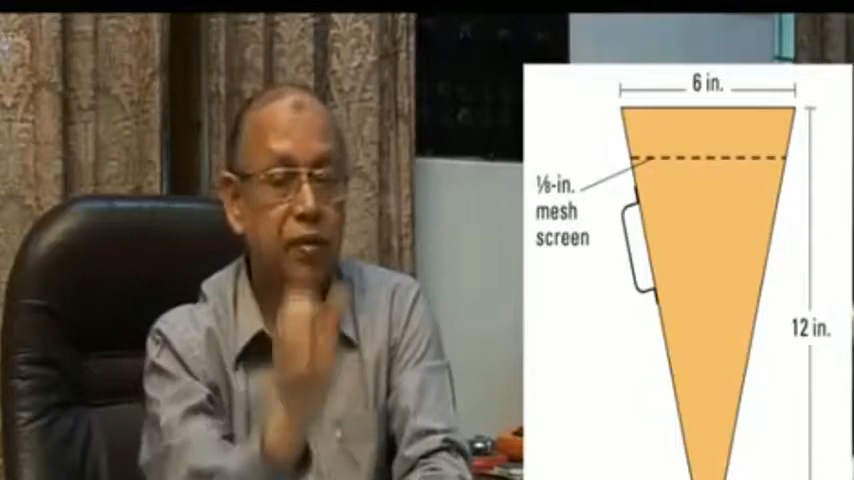 6 in.
⅛-in.
mesh
screen
12 in.